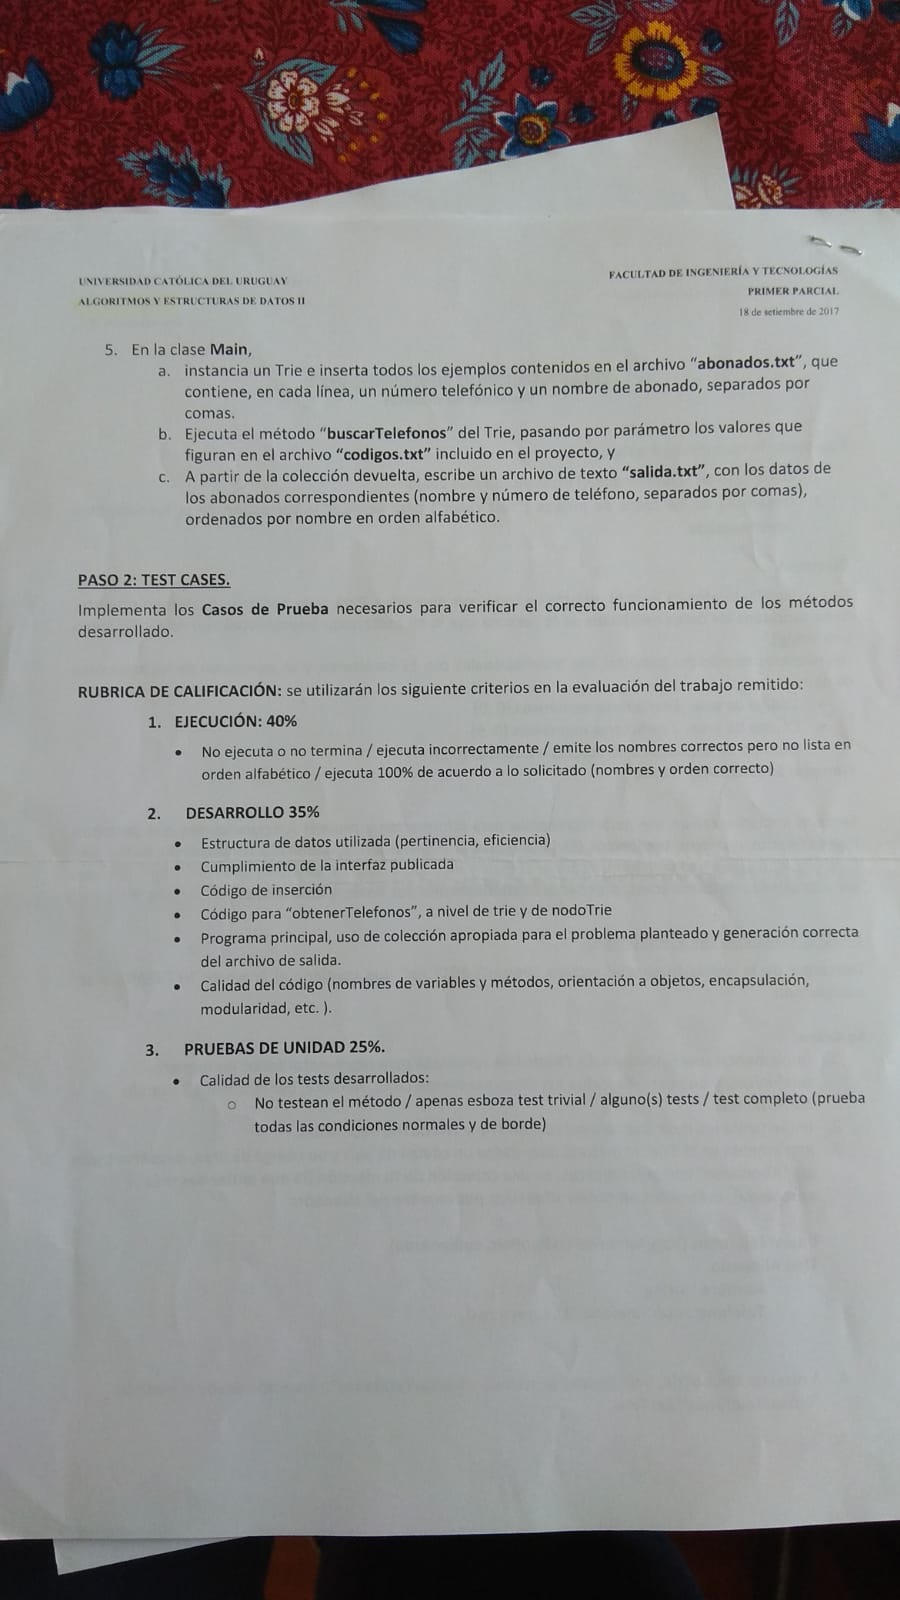 UNIVERSIDAD CATÓLICA DEL URUGUAY
ALGORITMOS Y ESTRUCTURAS DE DATOS II
FACULTAD DE INGENIERÍA Y TECNOLOGÍAS
PRIMER PARCIAL
18 de setiembre de 2017
5. En la clase Main,
a. instancia un Trie e inserta todos los ejemplos contenidos en el archivo “abonados.txt”, que
contiene, en cada línea, un número telefónico y un nombre de abonado, separados por
comas.
b. Ejecuta el método “buscarTelefonos” del Trie, pasando por parámetro los valores que
figuran en el archivo “codigos.txt” incluido en el proyecto, y
c. A partir de la colección devuelta, escribe un archivo de texto “salida.txt”, con los datos de
los abonados correspondientes (nombre y número de teléfono, separados por comas),
ordenados por nombre en orden alfabético.
PASO 2: TEST CASES.
Implementa los Casos de Prueba necesarios para verificar el correcto funcionamiento de los métodos
desarrollado.
RUBRICA DE CALIFICACIÓN: se utilizarán los siguiente criterios en la evaluación del trabajo remitido:
1. EJECUCIÓN: 40%
• No ejecuta o no termina / ejecuta incorrectamente / emite los nombres correctos pero no lista en
orden alfabético / ejecuta 100% de acuerdo a lo solicitado (nombres y orden correcto)
2. DESARROLLO 35%
• Estructura de datos utilizada (pertinencia, eficiencia)
• Cumplimiento de la interfaz publicada
• Código de inserción
• Código para “obtenerTelefonos”, a nivel de trie y de nodoTrie
• Programa principal, uso de colección apropiada para el problema planteado y generación correcta
del archivo de salida.
• Calidad del código (nombres de variables y métodos, orientación a objetos, encapsulación,
modularidad, etc. ).
3. PRUEBAS DE UNIDAD 25%.
• Calidad de los tests desarrollados:
○ No testean el método / apenas esboza test trivial / alguno(s) tests / test completo (prueba
todas las condiciones normales y de borde)